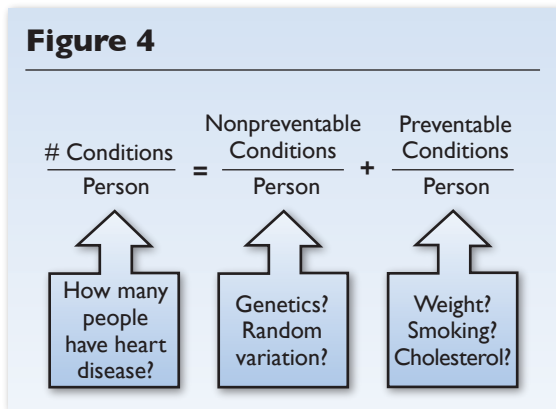 Figure 4
# Conditions
Person
=
Nonpreventable
Conditions
Person
+
Preventable
Conditions
Person
How many
people
have heart
disease?
Genetics?
Random
variation?
Weight?
Smoking?
Cholesterol?